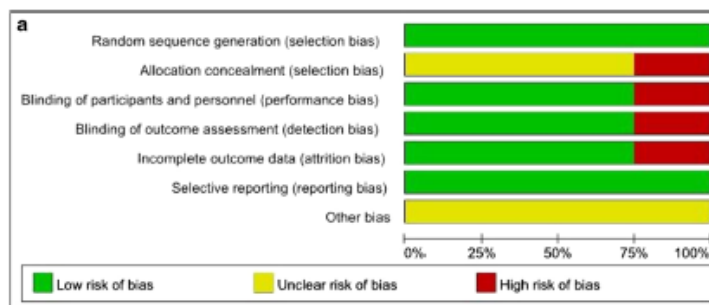 a
Random sequence generation (selection bias)
Allocation concealment (selection bias)
Blinding of participants and personnel (performance bias)
Blinding of outcome assessment (detection bias)
Incomplete outcome data (attrition bias)
Selective reporting (reporting bias)
Other bias
0% 25% 50% 75% 100%
Low risk of bias Unclear risk of bias High risk of bias